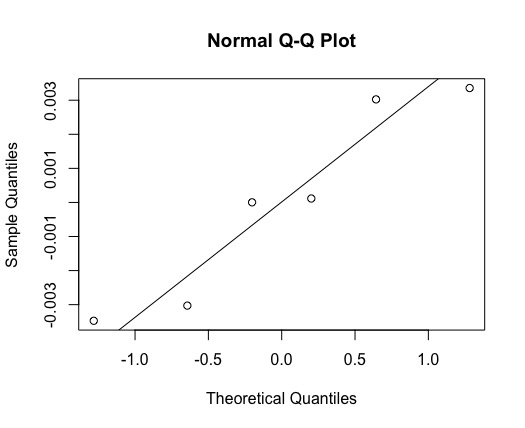 Normal Q-Q Plot
Sample Quantiles
0.003
0.001
-0.001
-0.003
-1.0 -0.5 0.0 0.5 1.0
Theoretical Quantiles